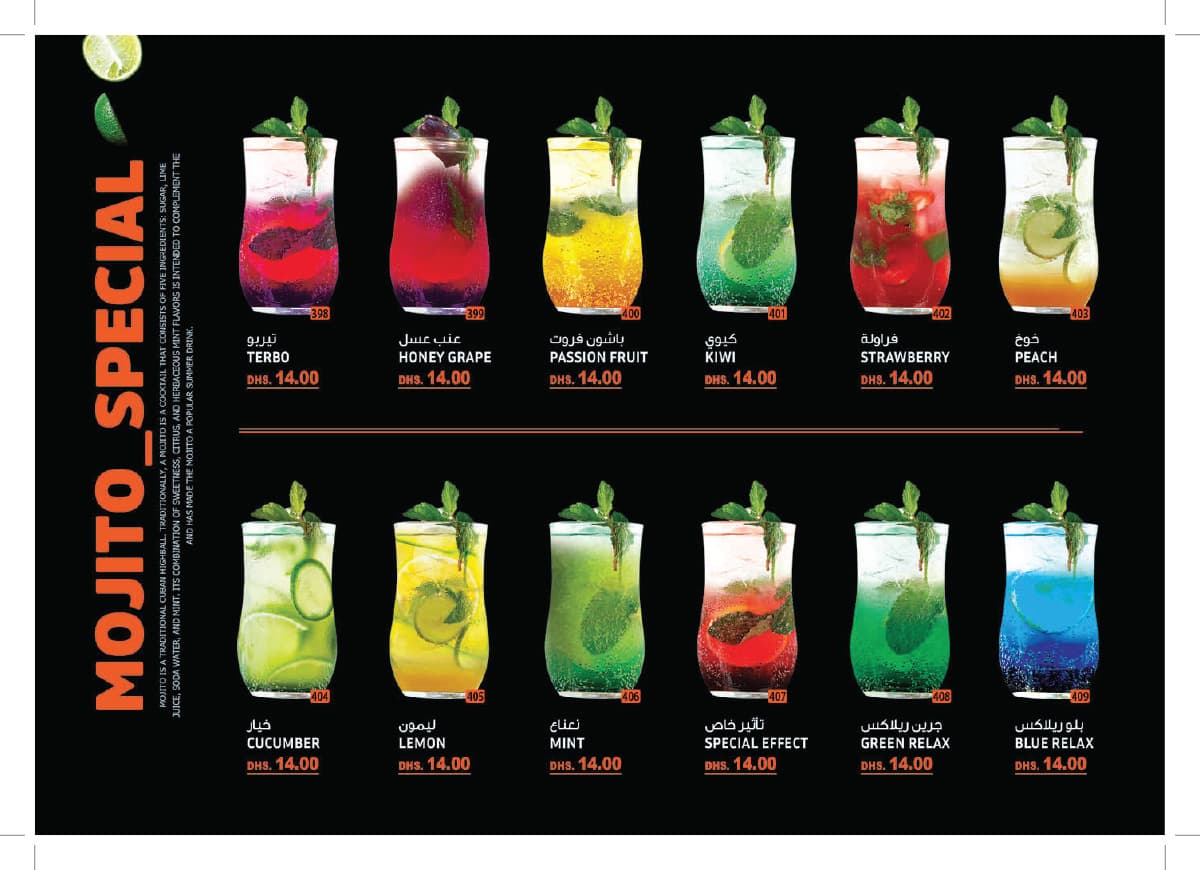 MOJITO_SPECIAL
MOJITO IS A TRADITIONAL CUBAN HIGHBALL. TRADITIONALLY, A MOJITO IS A COCKTAIL THAT CONSISTS OF FIVE INGREDIENTS: SUGAR, LIME
JUICE, SODA WATER, AND MINT. ITS COMBINATION OF SWEETNESS, CITRUS, AND HERBACEOUS MINT FLAVORS IS INTENDED TO COMPLEMENT THE
AND HAS MADE THE MOJITO A POPULAR SUMMER DRINK.
398
تيربو
TERBO
DHS. 14.00
399
عنب عسل
HONEY GRAPE
DHS. 14.00
400
باشون فروت
PASSION FRUIT
DHS. 14.00
401
كيوي
KIWI
DHS. 14.00
402
فراولة
STRAWBERRY
DHS. 14.00
403
خوخ
PEACH
DHS. 14.00
404
خيار
CUCUMBER
DHS. 14.00
405
ليمون
LEMON
DHS. 14.00
406
نعناع
MINT
DHS. 14.00
407
تأثير خاص
SPECIAL EFFECT
DHS. 14.00
408
جرين ريلاكس
GREEN RELAX
DHS. 14.00
409
بلو ريلاكس
BLUE RELAX
DHS. 14.00